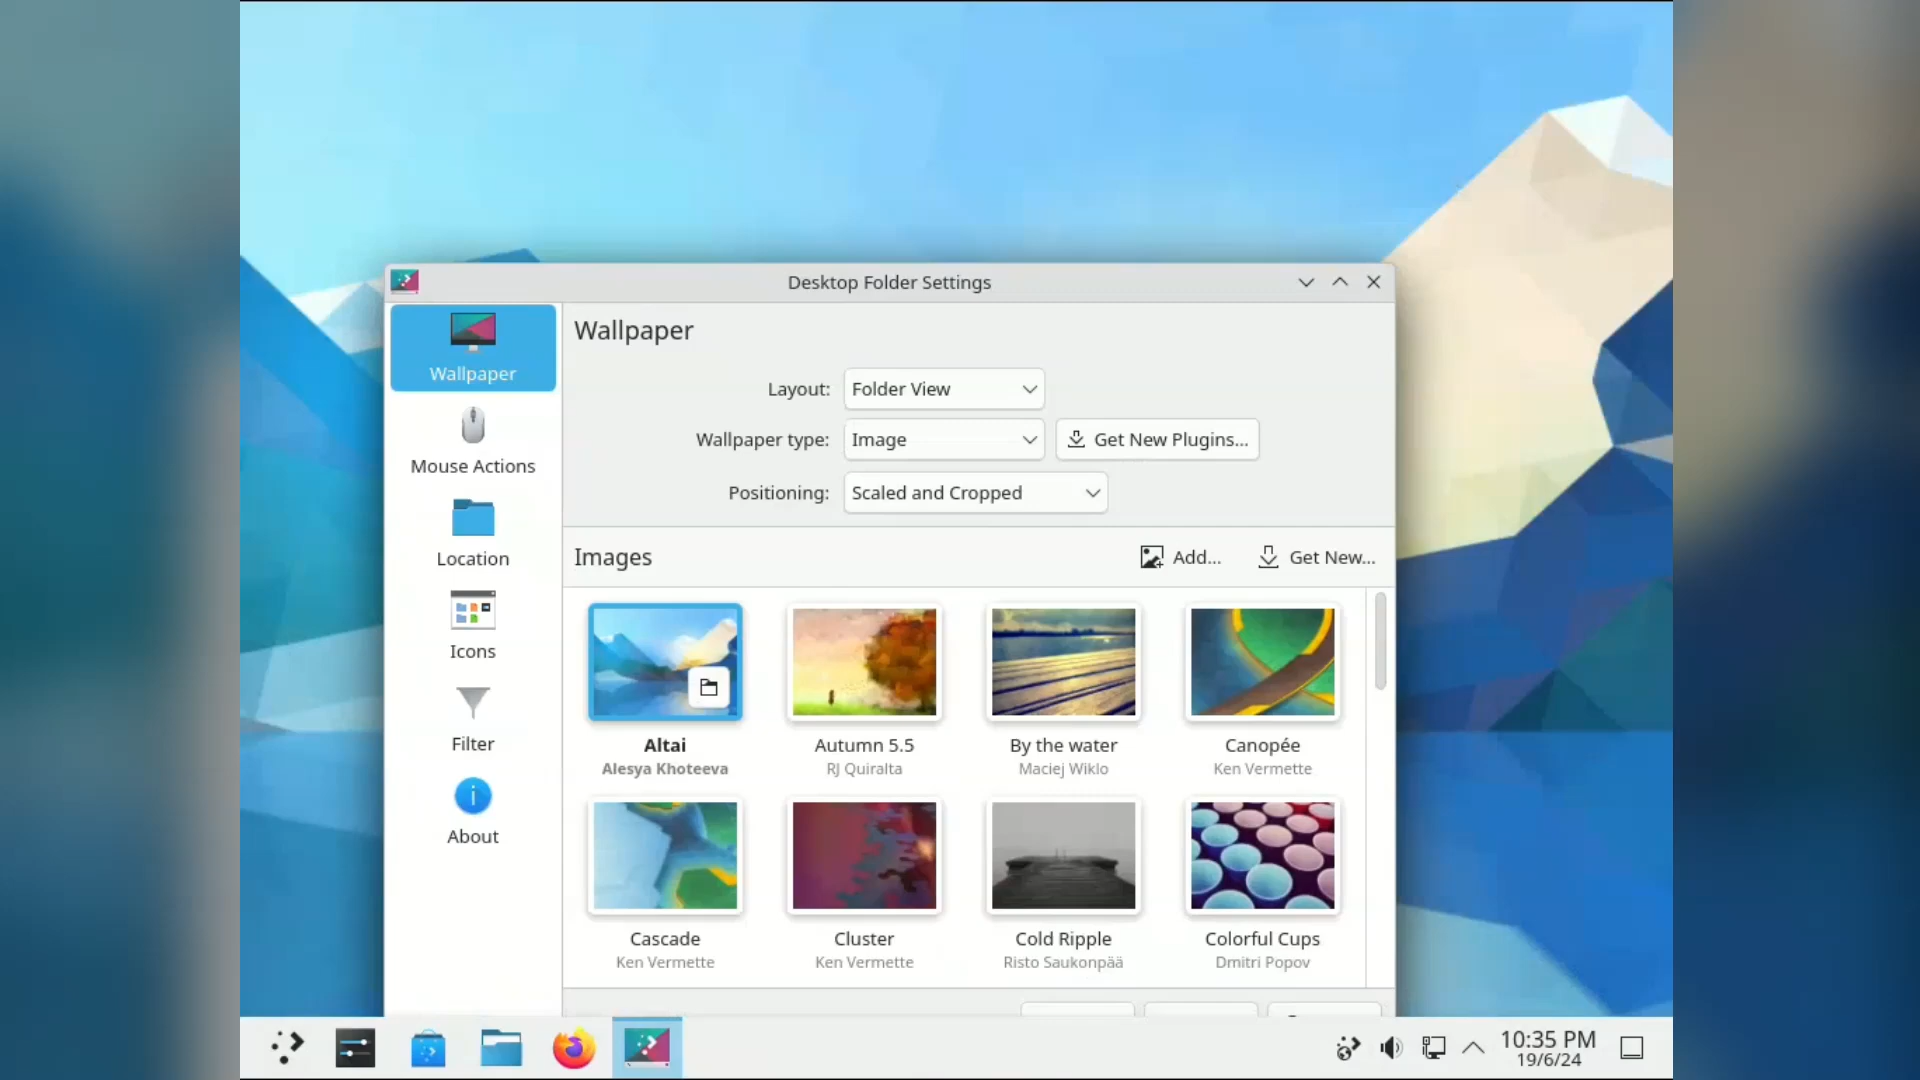 Desktop Folder Settings
Wallpaper
Mouse Actions
Location
Icons
Filter
About
Wallpaper
Layout: Folder View
Wallpaper type: Image Get New Plugins...
Positioning: Scaled and Cropped
Images Add... Get New...
Altai Autumn 5.5 By the water Canopée
Alesya Khoteeva RJ Quiralta Maciej Wiklo Ken Vermette
Cascade Cluster Cold Ripple Colorful Cups
Ken Vermette Ken Vermette Risto Saukonpää Dmitri Popov
10:35 PM
19/6/24